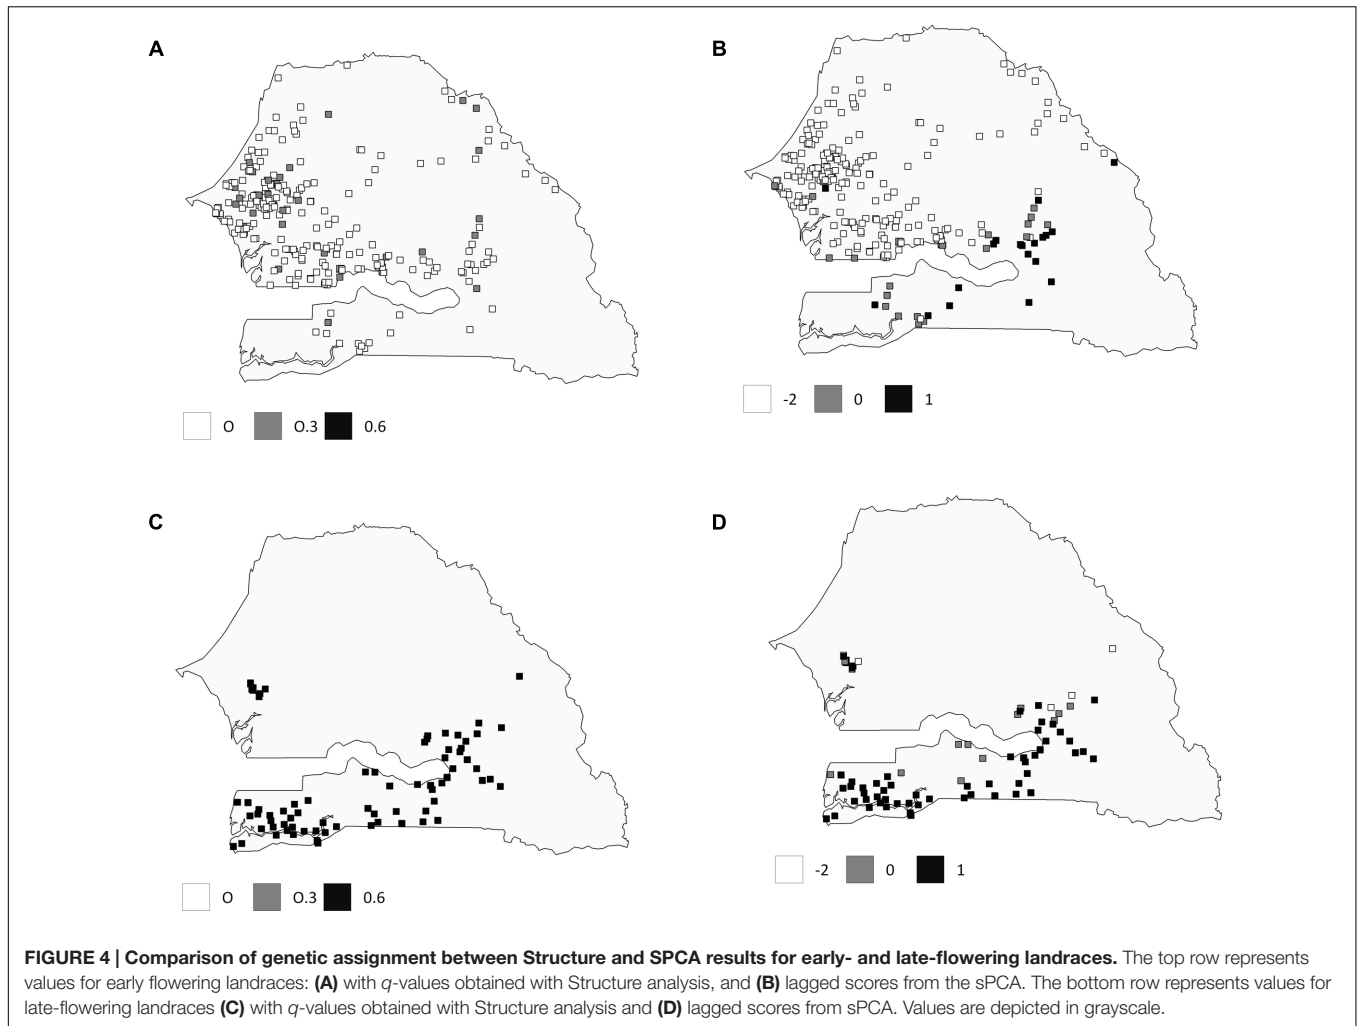 A
B
O 0.3 0.6
-2 0 1
C
D
O 0.3 0.6
-2 0 1
FIGURE 4 | Comparison of genetic assignment between Structure and SPCA results for early- and late-flowering landraces. The top row represents
values for early flowering landraces: (A) with q-values obtained with Structure analysis, and (B) lagged scores from the sPCA. The bottom row represents values for
late-flowering landraces (C) with q-values obtained with Structure analysis and (D) lagged scores from sPCA. Values are depicted in grayscale.